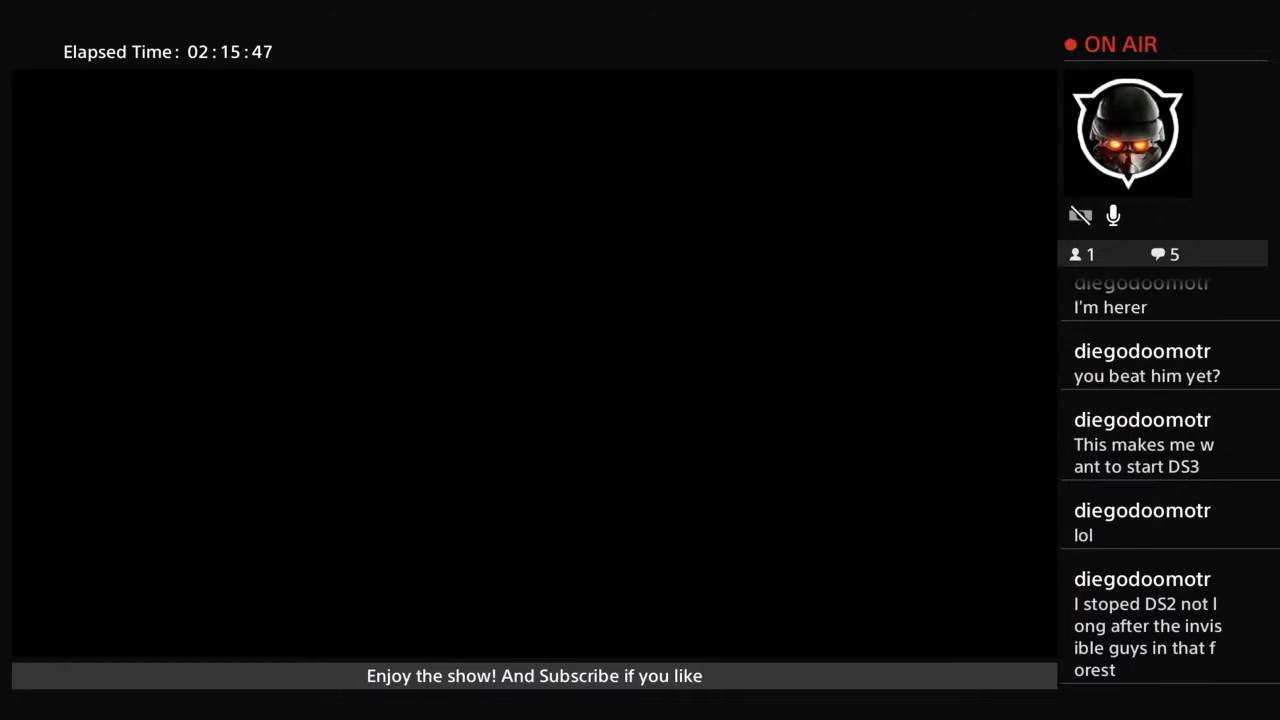 Elapsed Time: 02:15:47
ON AIR
1 5
diegodoomotr
I'm herer
diegodoomotr
you beat him yet?
diegodoomotr
This makes me w
ant to start DS3
diegodoomotr
lol
diegodoomotr
I stoped DS2 not l
ong after the invis
ible guys in that f
orest
Enjoy the show! And Subscribe if you like